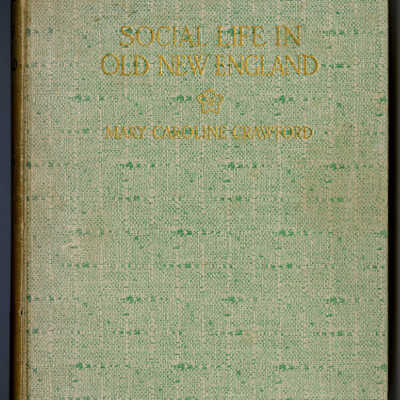 SOCIAL LIFE IN
OLD NEW ENGLAND
MARY CAROLINE CRAWFORD